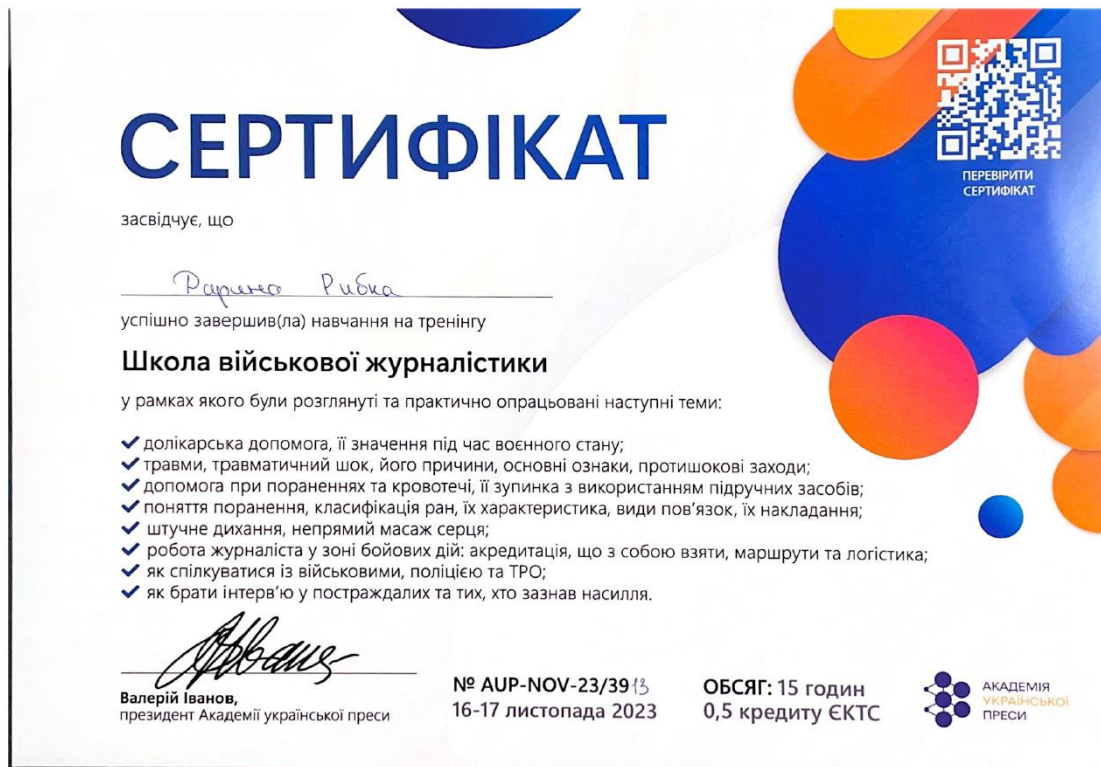 СЕРТИФІКАТ
ПЕРЕВІРИТИ
СЕРТИФІКАТ
засвідчує, що
Рибка
успішно завершив(ла) навчання на тренінгу
Школа військової журналістики
у рамках якого були розглянуті та практично опрацьовані наступні теми:
долікарська допомога, її значення під час воєнного стану;
травми, травматичний шок, його причини, основні ознаки, протишокові заходи;
допомога при пораненнях та кровотечі, її зупинка з використанням підручних засобів;
поняття поранення, класифікація ран, їх характеристика, види пов’язок, їх накладання;
штучне дихання, непрямий масаж серця;
робота журналіста у зоні бойових дій: акредитація, що з собою взяти, маршрути та логістика;
як спілкуватися із військовими, поліцією та ТРО;
як брати інтерв’ю у постраждалих та тих, хто зазнав насилля.
Валерій Іванов,
президент Академії української преси
№ AUP-NOV-23/3913
16-17 листопада 2023
ОБСЯГ: 15 годин
0,5 кредиту ЄКТС
АКАДЕМІЯ
УКРАЇНСЬКОЇ
ПРЕСИ